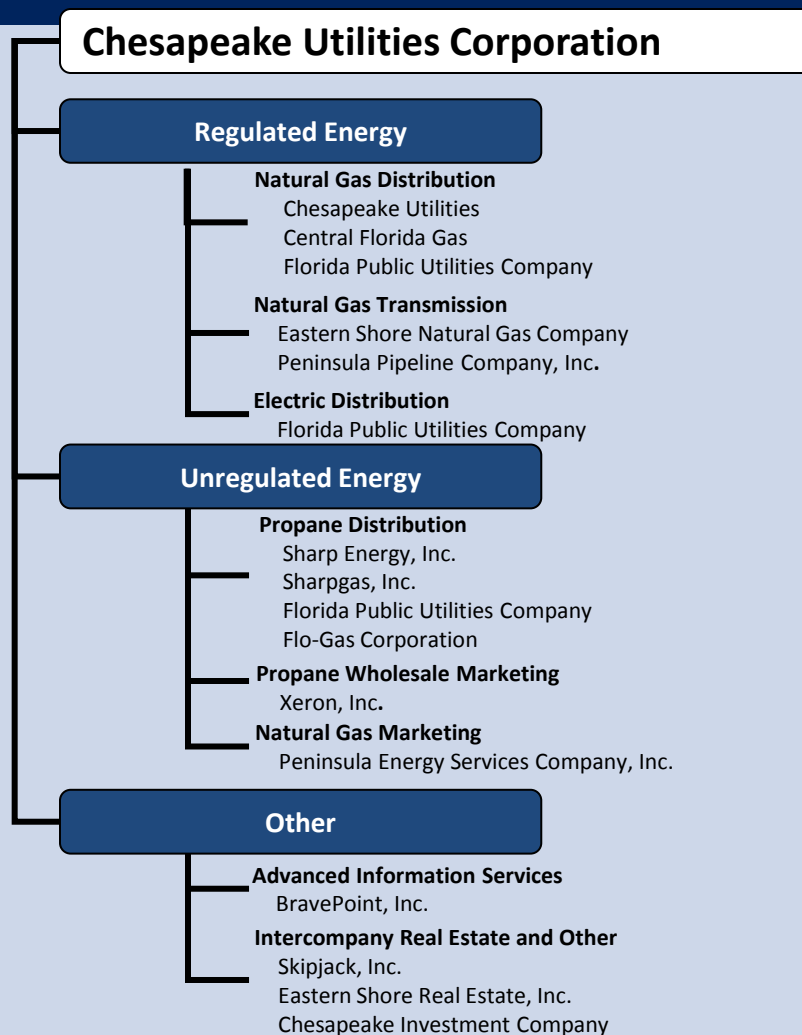 Chesapeake Utilities Corporation
Regulated Energy
Natural Gas Distribution
Chesapeake Utilities
Central Florida Gas
Florida Public Utilities Company
Natural Gas Transmission
Eastern Shore Natural Gas Company
Peninsula Pipeline Company, Inc.
Electric Distribution
Florida Public Utilities Company
Unregulated Energy
Propane Distribution
Sharp Energy, Inc.
Sharpgas, Inc.
Florida Public Utilities Company
Flo-Gas Corporation
Propane Wholesale Marketing
Xeron, Inc.
Natural Gas Marketing
Peninsula Energy Services Company, Inc.
Other
Advanced Information Services
BravePoint, Inc.
Intercompany Real Estate and Other
Skipjack, Inc.
Eastern Shore Real Estate, Inc.
Chesapeake Investment Company